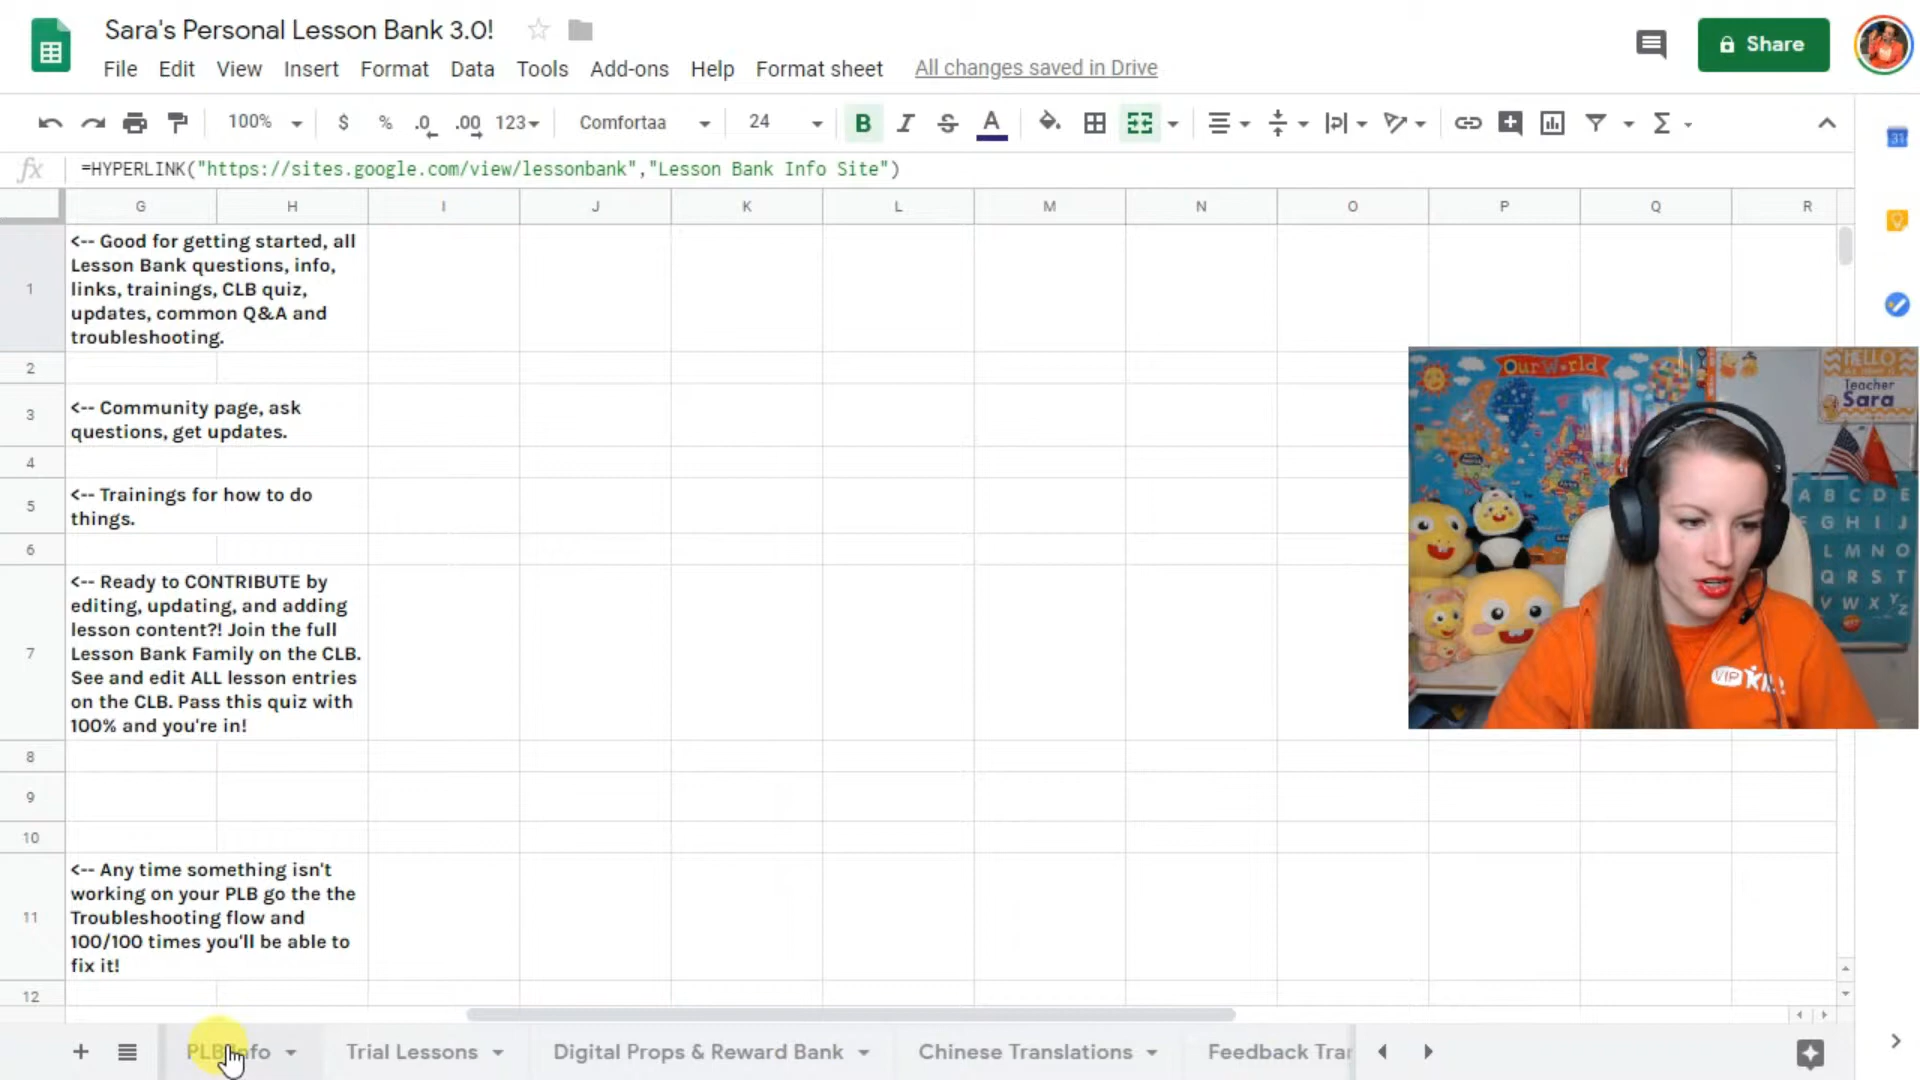 Sara's Personal Lesson Bank 3.0!
File Edit View Insert Format Data Tools Add-ons Help Format sheet All changes saved in Drive
Share
100% $ % .0 .00 123 Comfortaa 24 B I S A
fx =HYPERLINK("https://sites.google.com/view/lessonbank","Lesson Bank Info Site")
31
G H I J K L M N O P Q R
1
<-- Good for getting started, all
Lesson Bank questions, info,
links, trainings, CLB quiz,
updates, common Q&A and
troubleshooting.
2
3
<-- Community page, ask
questions, get updates.
4
5
<-- Trainings for how to do
things.
6
7
<-- Ready to CONTRIBUTE by
editing, updating, and adding
lesson content?! Join the full
Lesson Bank Family on the CLB.
See and edit ALL lesson entries
on the CLB. Pass this quiz with
100% and you're in!
8
9
10
11
<-- Any time something isn't
working on your PLB go the the
Troubleshooting flow and
100/100 times you'll be able to
fix it!
12
Our World
HELLO
Teacher
Sara
A B C D E
G H I J
L M N O
Q R S T
V W X Y Z
VIP
PLB Info Trial Lessons Digital Props & Reward Bank Chinese Translations Feedback Trar